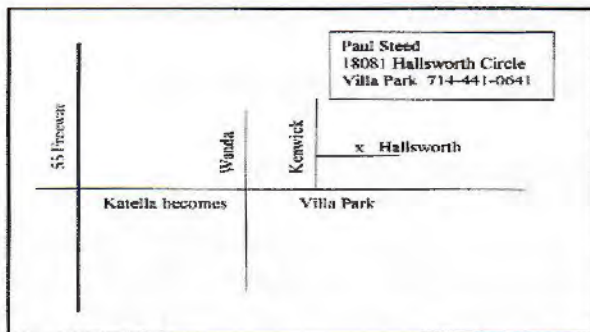 Paul Steed
18081 Hallsworth Circle
Villa Park 714-441-0641
55 Freeway
Wanda
Kenwick
x Hallsworth
Katella becomes
Villa Park